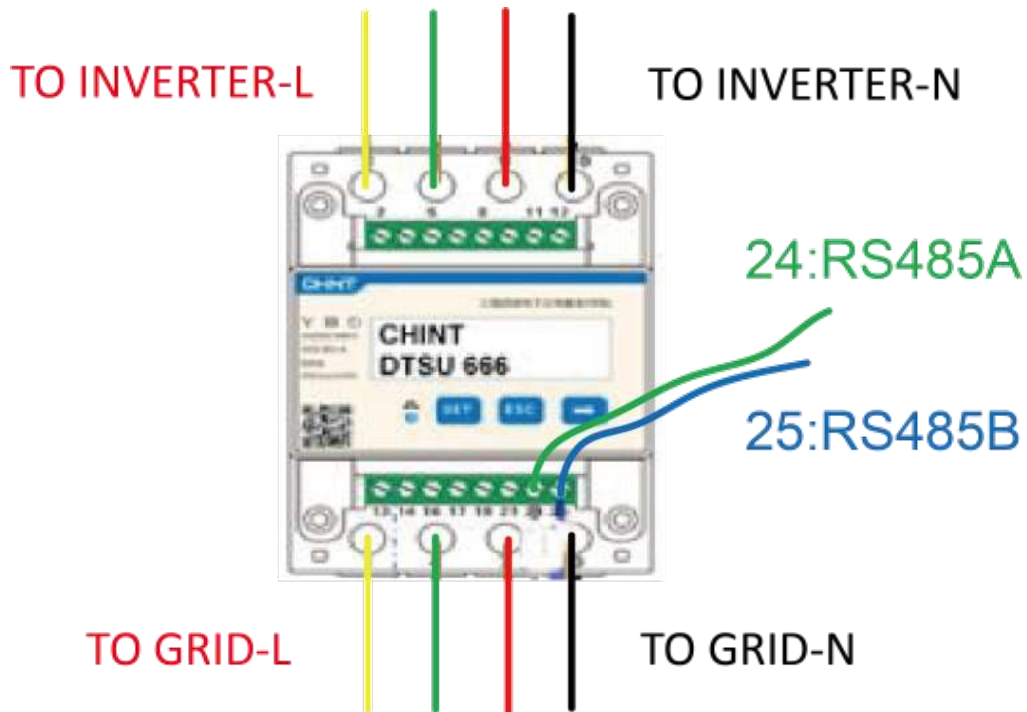 TO INVERTER-L
TO INVERTER-N
2 5 8 11 12
24:RS485A
CHNT
Y B C
CHINT
DTSU 666
SET ESC
25:RS485B
13 14 16 17 19 21
TO GRID-L
TO GRID-N